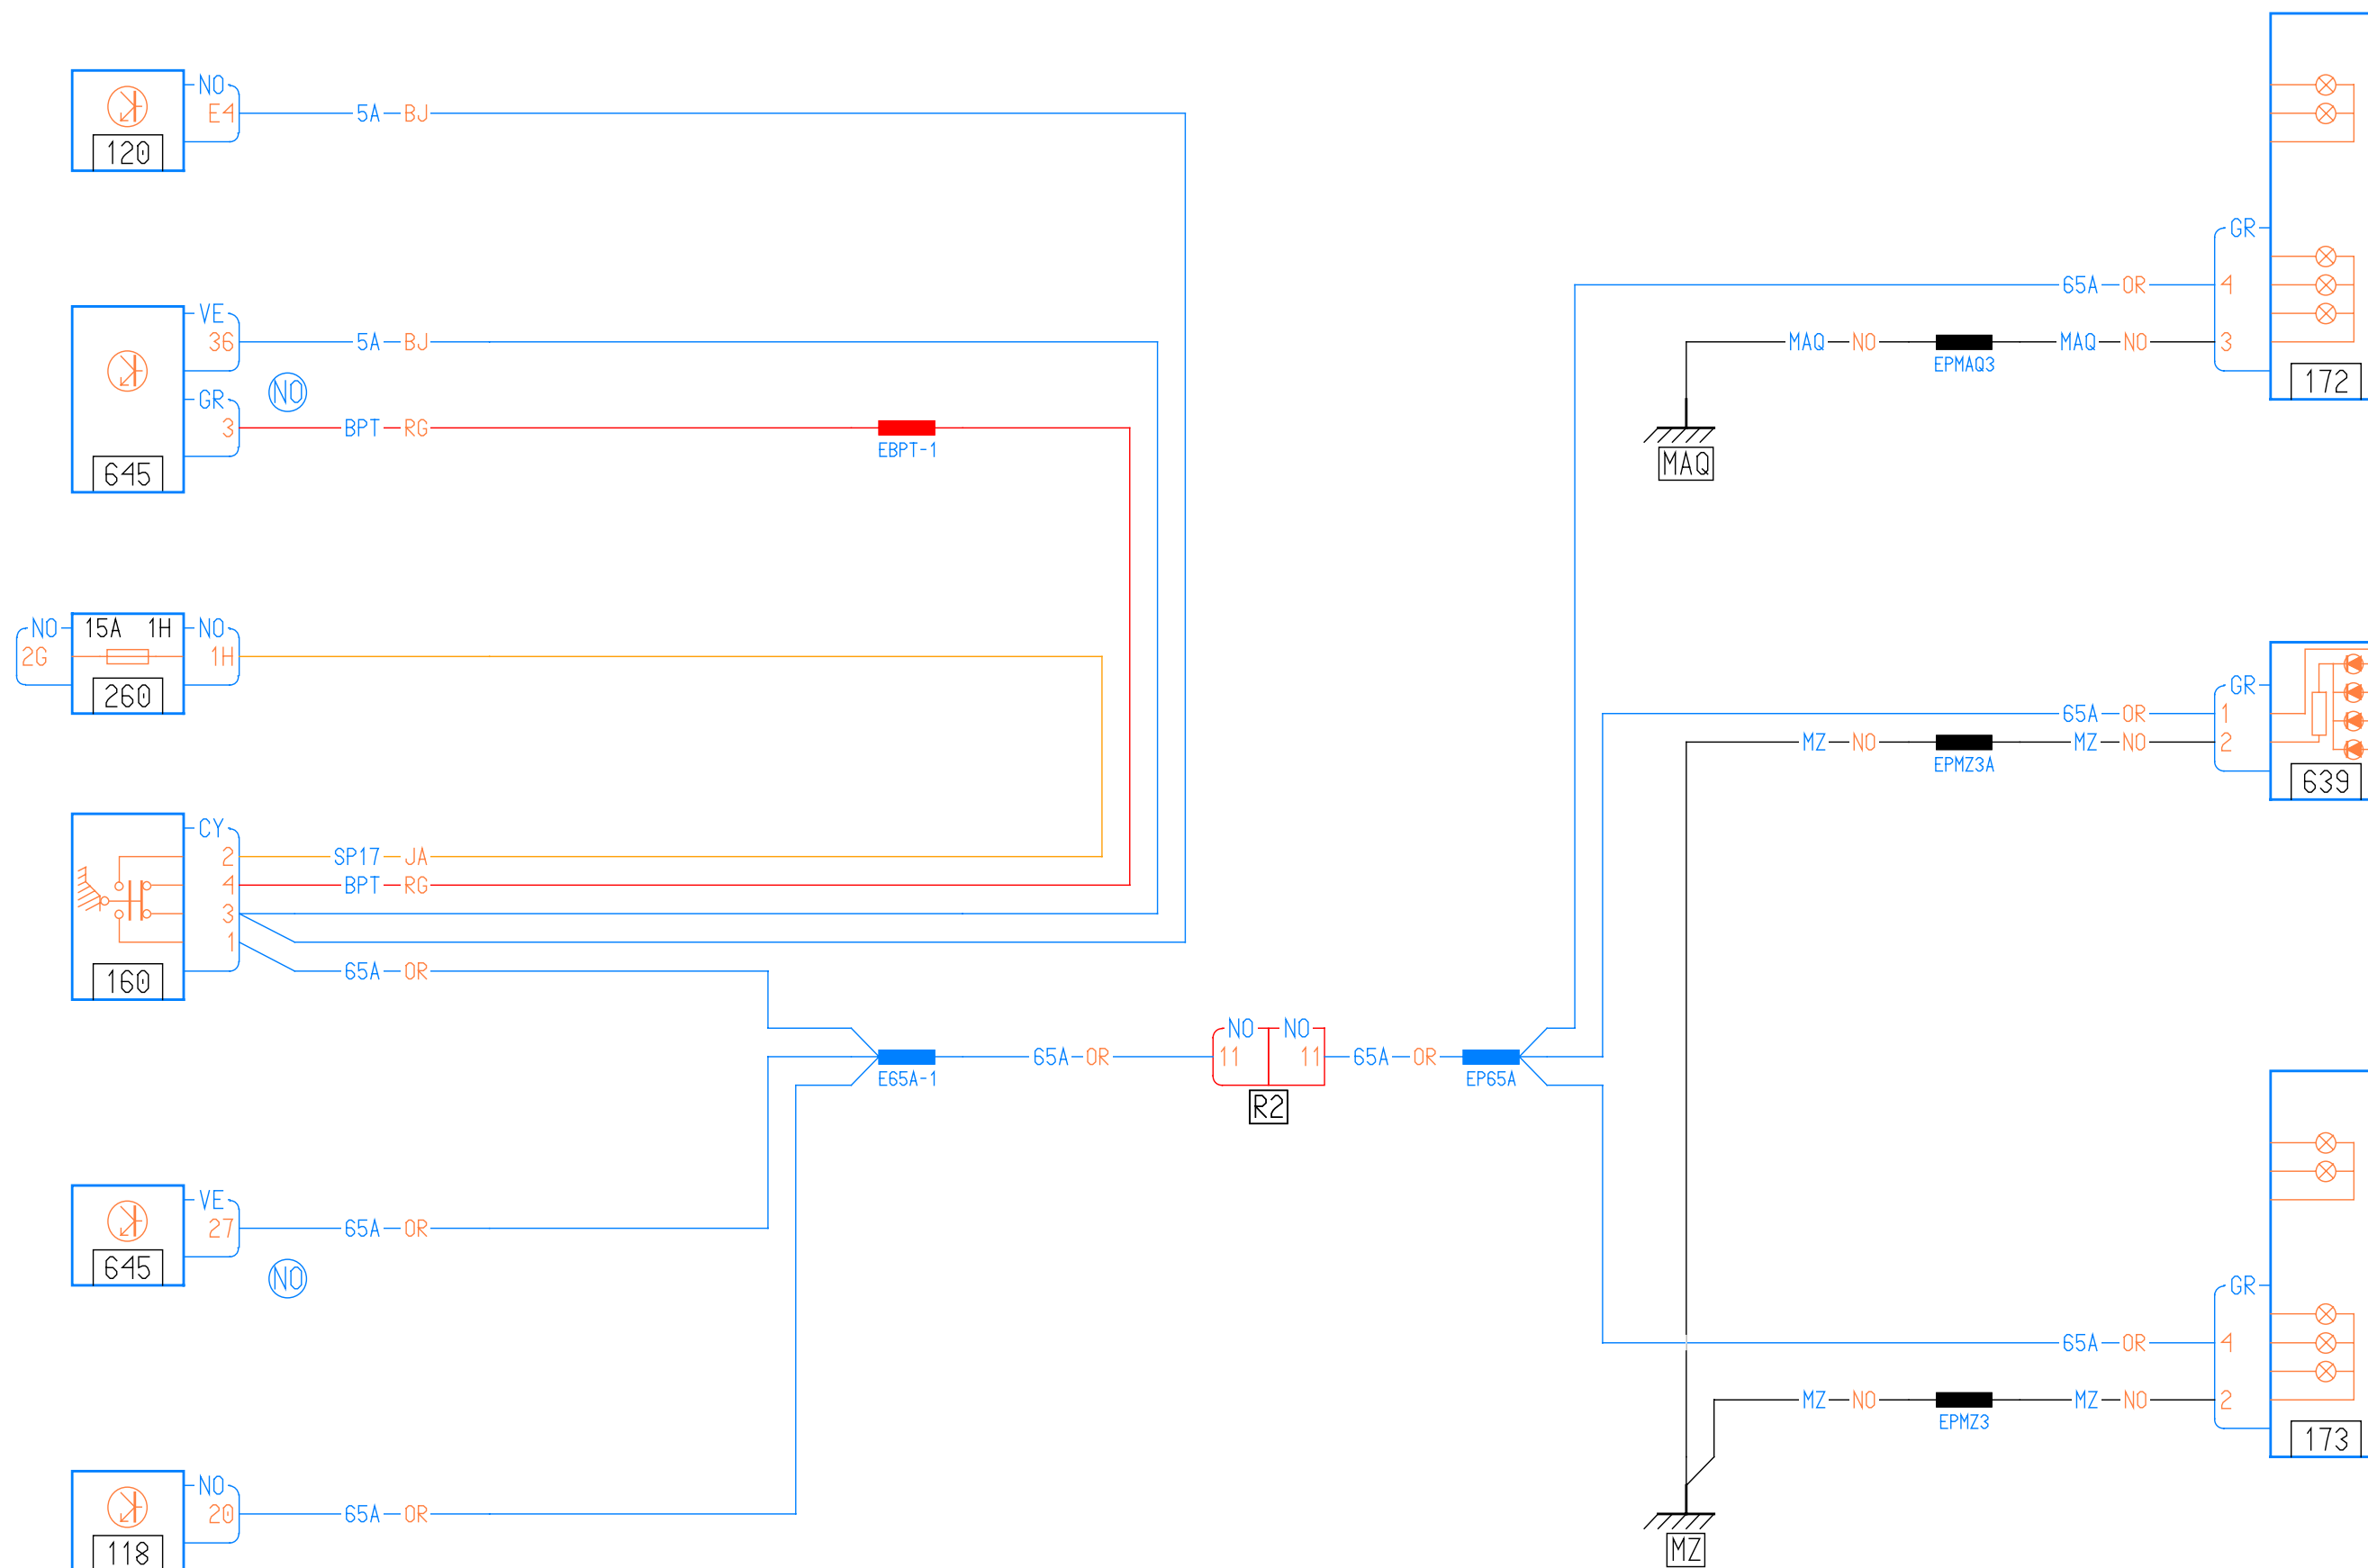 NO
E4 5A BJ
120
GR
VE
65A OR 4
36 5A BJ
MAQ NO MAQ NO 3
EPMAQ3
172
NO
GR
3 BPT RG
EBPT-1
645
MAQ
NO 15A 1H NO
2G 1H
260
GR
65A OR 1
MZ NO MZ NO 2
EPMZ3A
639
CY
2 SP17 JA
4 BPT RG
3
1
65A OR
160
NO NO
65A OR 11 11 65A OR
E65A-1
EP65A
R2
VE
27 65A OR
645
NO
GR
65A OR 4
MZ NO MZ NO 2
EPMZ3
173
NO
20 65A OR
118
MZ